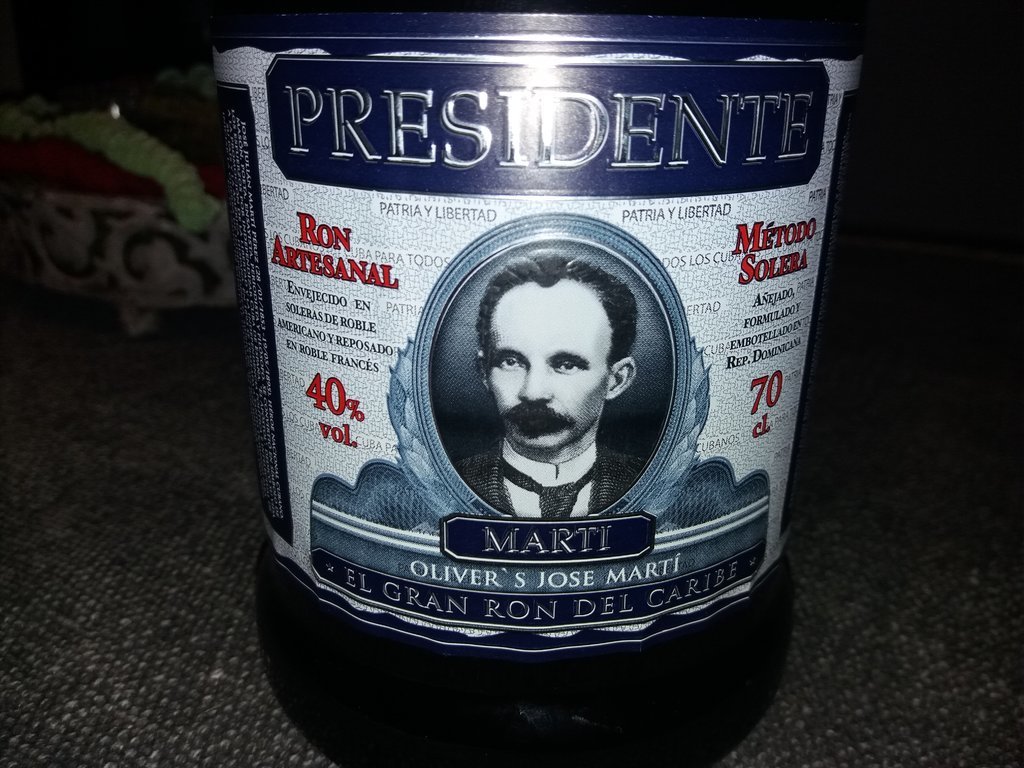 PRESIDENTE
PATRIA Y LIBERTAD
PATRIA Y LIBERTAD
RON
ARTESANAL
ENVEJECIDO EN
SOLERAS DE ROBLE
AMERICANO Y REPOSADO
EN ROBLE FRANCÉS
40%
vol.
MÉTODO
SOLERA
AÑEJADO,
FORMULADO Y
EMBOTELLADO EN
REP. DOMINICANA
70
cL
MARTI
OLIVER`S JOSE MARTÍ
* EL GRAN RON DEL CARIBE *